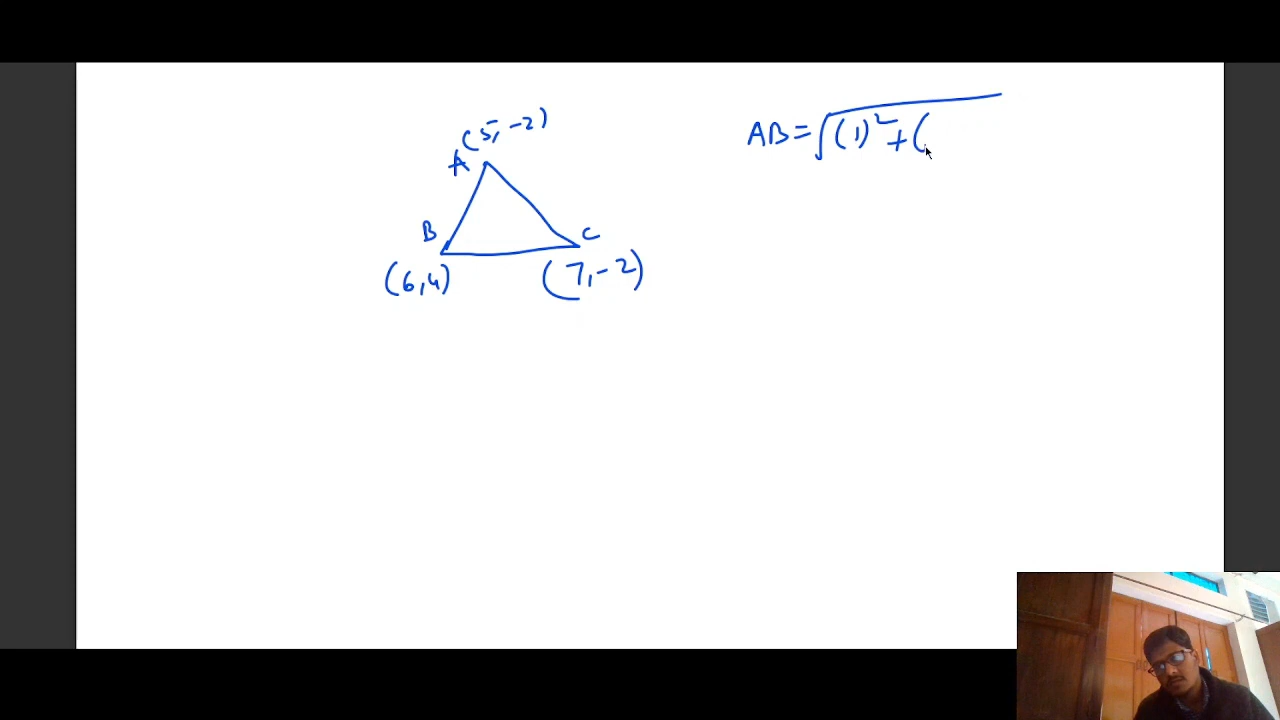 (5, -2)
A
AB = √(1)² + (
B
C
(6,4)
(7, -2)